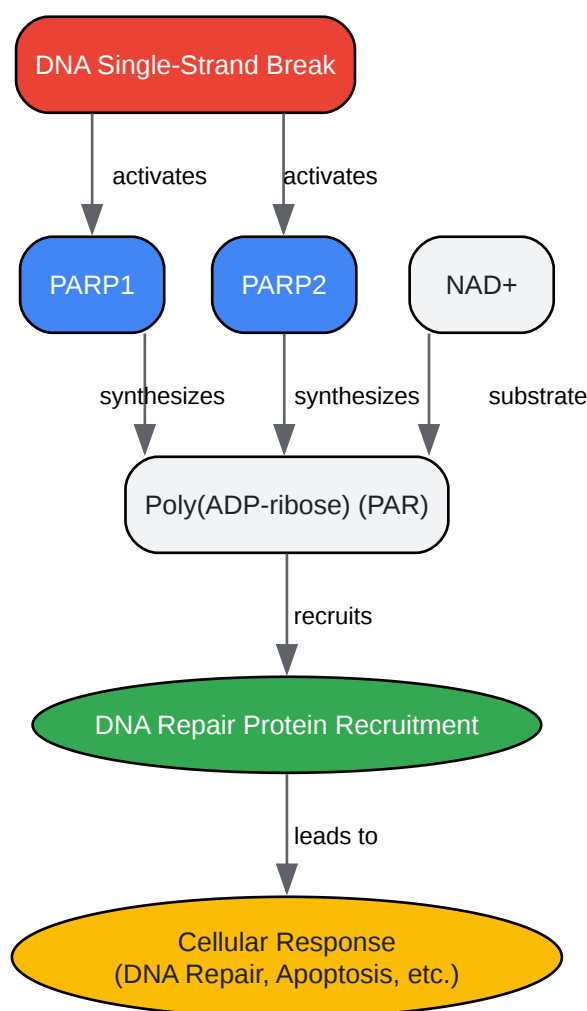 DNA Single-Strand Break
activates
activates
PARP1
PARP2
NAD+
synthesizes
synthesizes
substrate
Poly(ADP-ribose) (PAR)
recruits
DNA Repair Protein Recruitment
leads to
Cellular Response
(DNA Repair, Apoptosis, etc.)